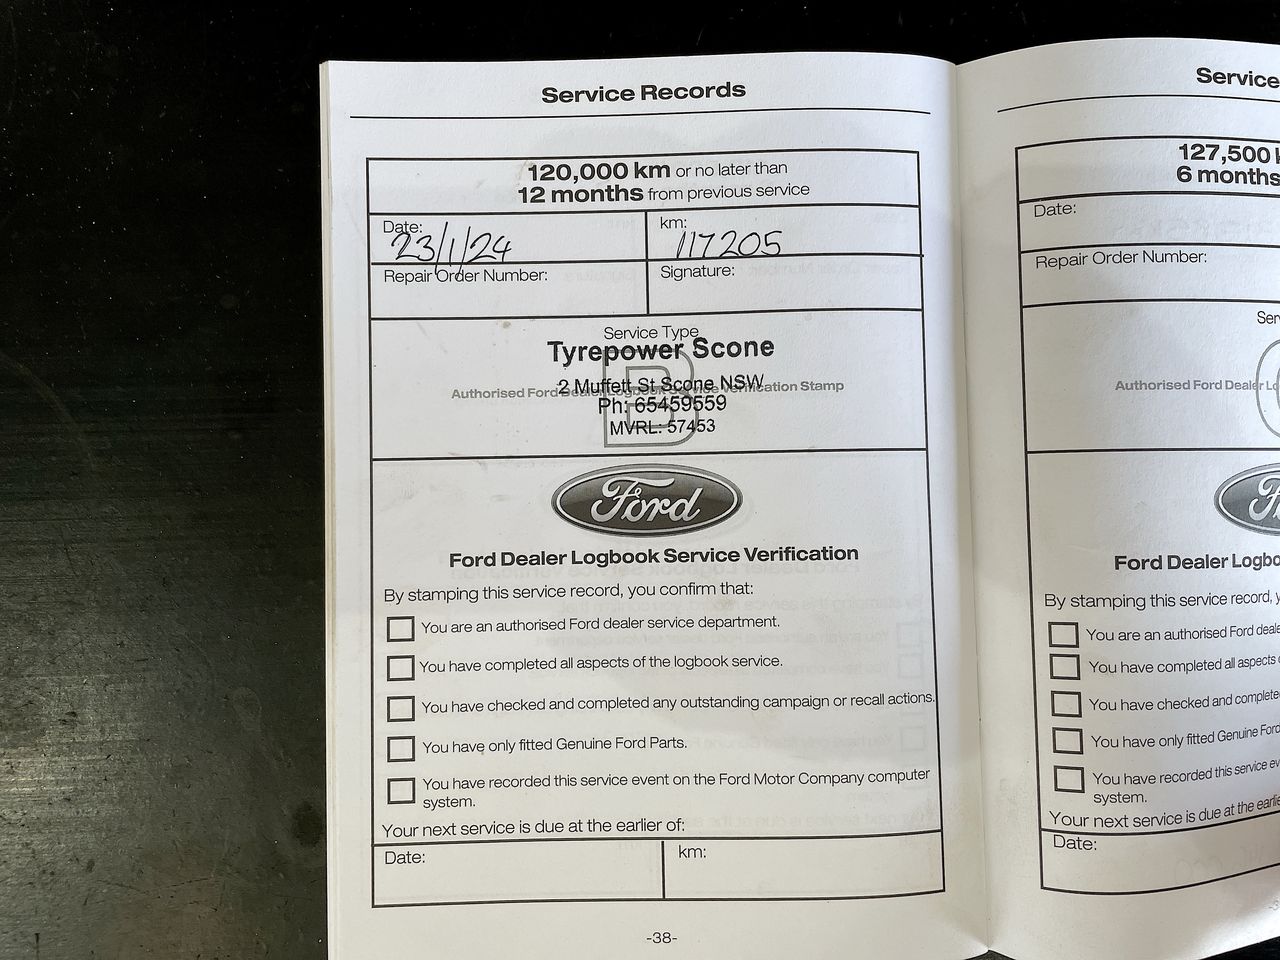 Service Records
120,000 km or no later than
12 months from previous service
Date:
23/1/24
km:
117205
Repair Order Number:
Signature:
Service Type
Tyrepower Scone
B
2 Muffett St Scone NSW
Authorised Ford Dealer Logbook Service Verification Stamp
Ph: 65459559
MVRL: 57453
Ford
Ford Dealer Logbook Service Verification
By stamping this service record, you confirm that:
You are an authorised Ford dealer service department.
You have completed all aspects of the logbook service.
You have checked and completed any outstanding campaign or recall actions.
You have only fitted Genuine Ford Parts.
You have recorded this service event on the Ford Motor Company computer
system.
Your next service is due at the earlier of:
Date:
km:
-38-
Service
127,500
6 months
Date:
Repair Order Number:
Authorised Ford Dealer
Ford Dealer
By stamping this service record,
You are an authorised Ford
You have completed all aspects
You have checked and
You have only fitted Genuine Ford
You have recorded this service
system.
Your next service is due at the
Date: